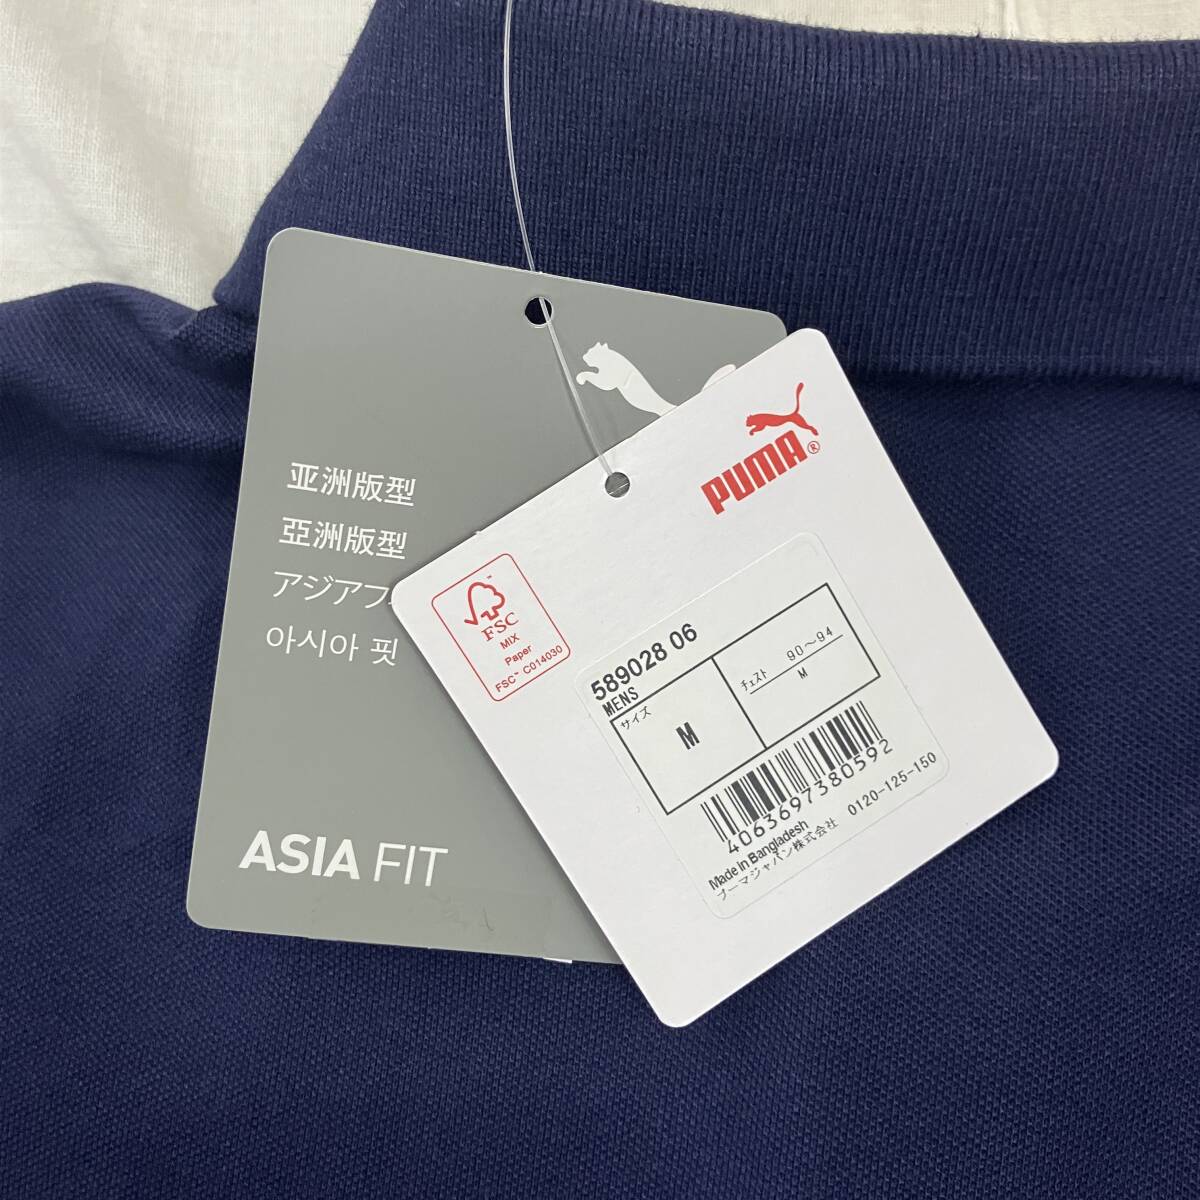 亚洲版型
亞洲版型
アジアフ
아시아 핏
ASIA FIT
PUMA®
FSC
MIX
Paper
FSC™ C014030
589028 06
MENS
サイズ
M
チェスト 90～94
M
4063697380592
Made in Bangladesh
プーマジャパン株式会社 0120-125-150